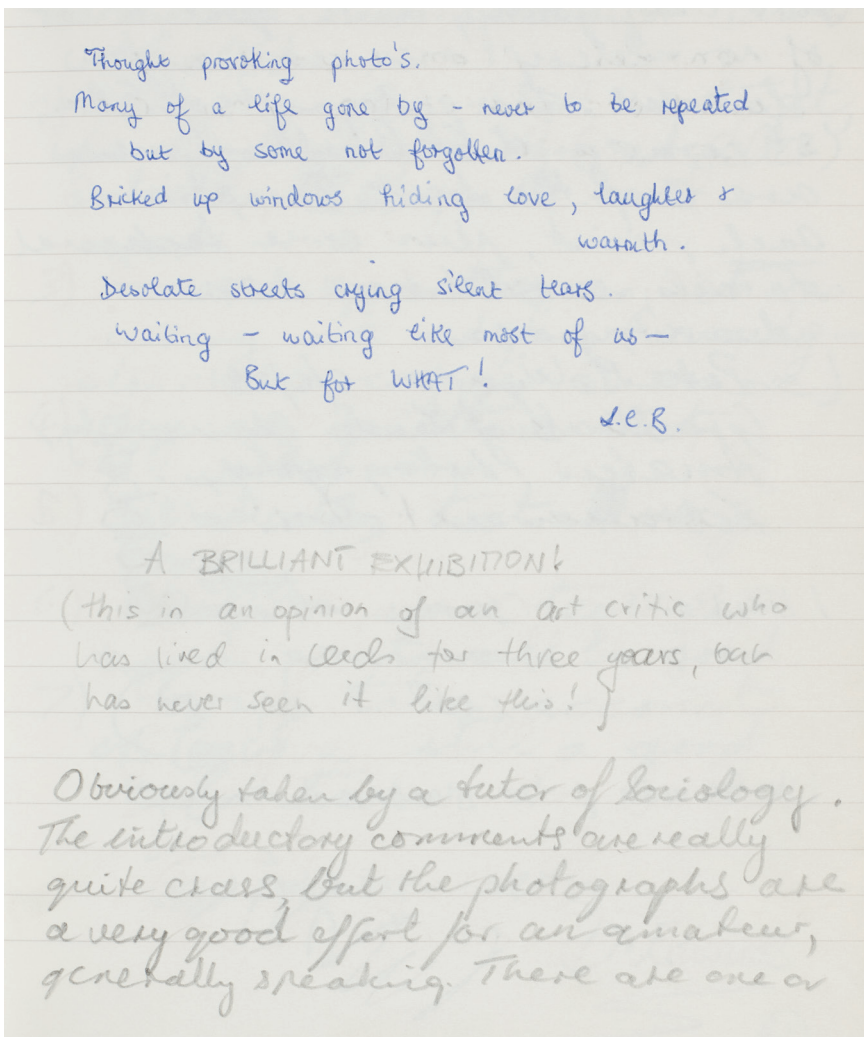 Thought provoking photo's.
Many of a life gone by - never to be repeated
but by some not forgotten.
Bricked up windows hiding love, laughter &
warmth.
Desolate streets crying silent tears.
Waiting - waiting like most of us —
But for WHAT!
S.C.B.
A BRILLIANT EXHIBITION!
(this in an opinion of an art critic who
has lived in Leeds for three years, but
has never seen it like this!)
Obviously taken by a tutor of Sociology.
The introductory comments are really
quite crass, but the photographs are
a very good effort for an amateur,
generally speaking. There are one or